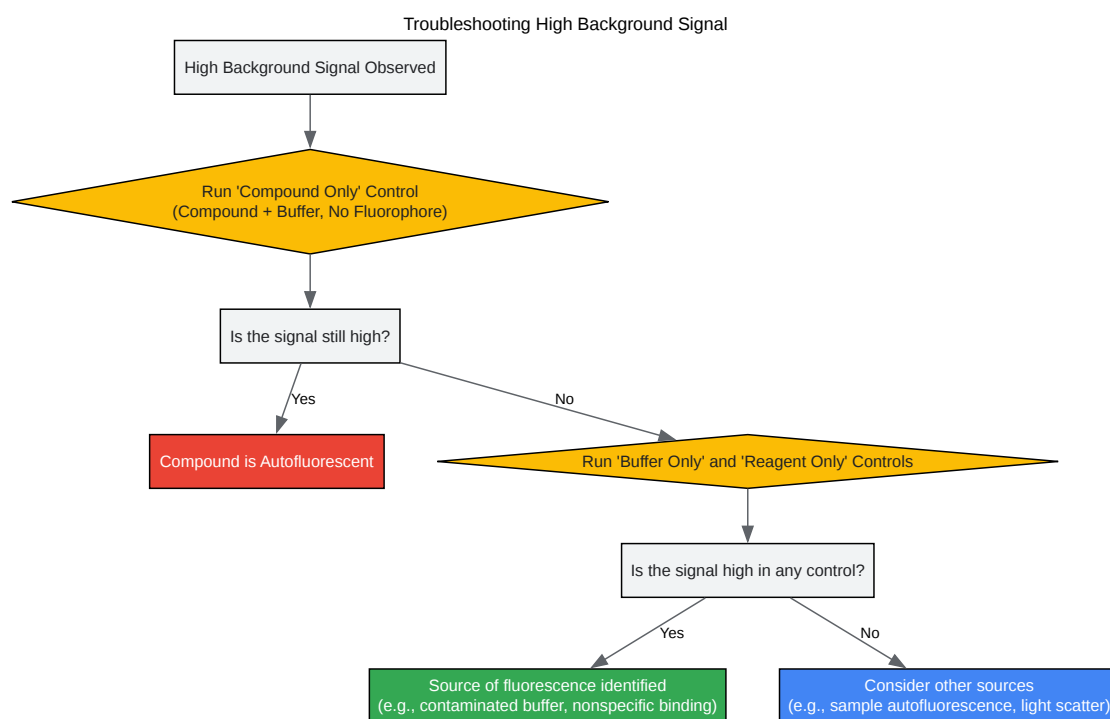 Troubleshooting High Background Signal
High Background Signal Observed
Run 'Compound Only' Control
(Compound + Buffer, No Fluorophore)
Is the signal still high?
Yes
No
Compound is Autofluorescent
Run 'Buffer Only' and 'Reagent Only' Controls
Is the signal high in any control?
Yes
No
Source of fluorescence identified
(e.g., contaminated buffer, nonspecific binding)
Consider other sources
(e.g., sample autofluorescence, light scatter)